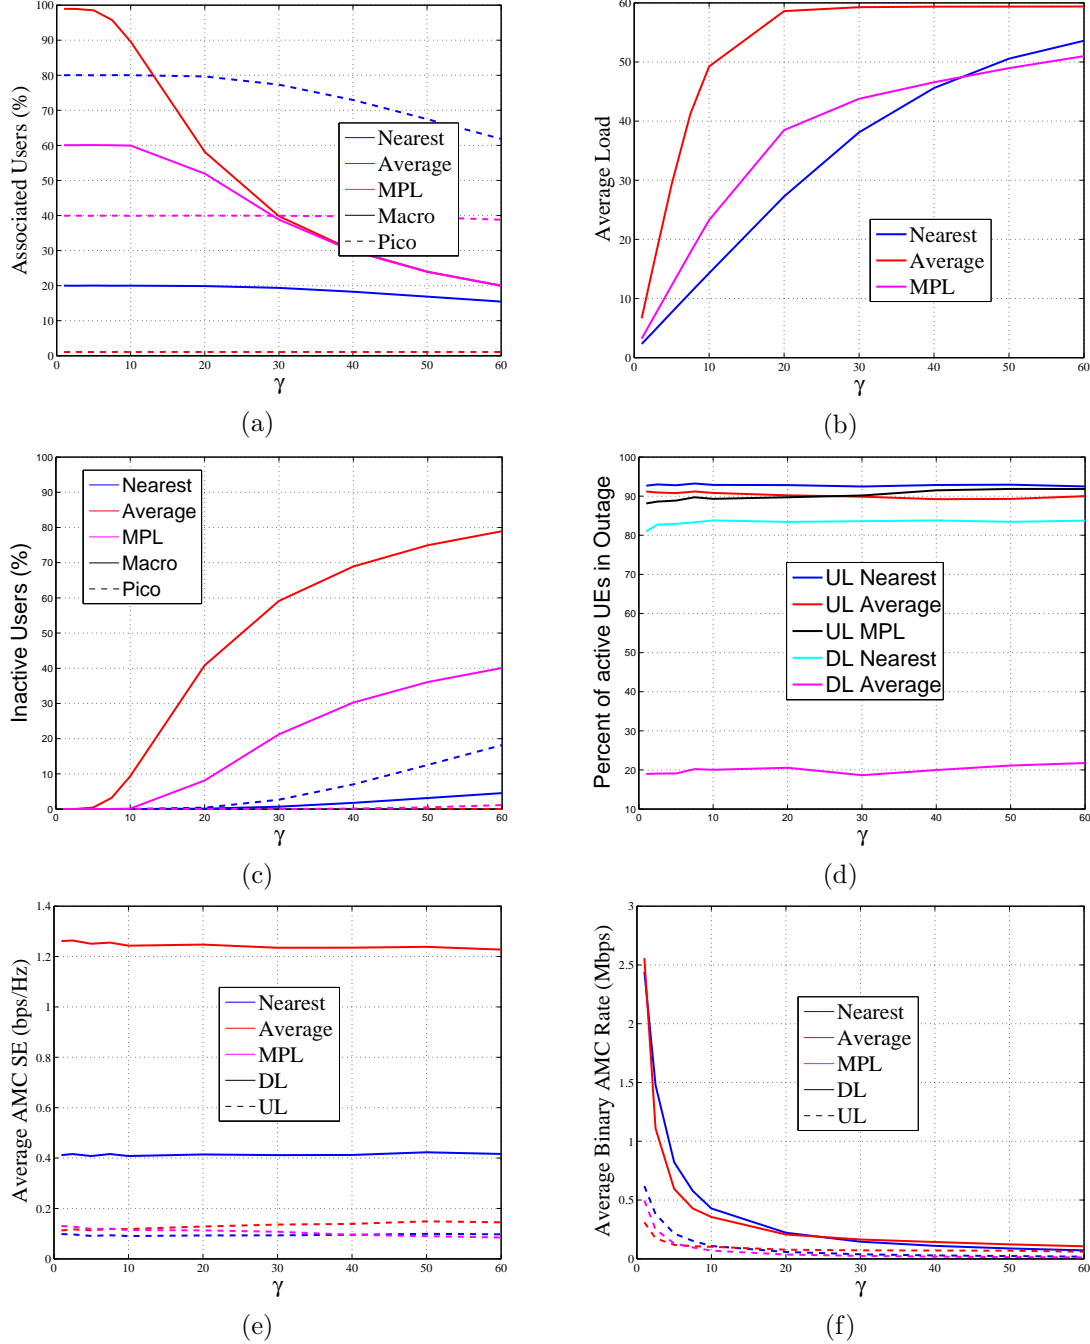 Associated Users (%)
100
90
80
70
60
50
40
30
20
10
0
0 10 20 30 40 50 60
γ
Nearest
Average
MPL
Macro
Pico
(a)
Average Load
60
50
40
30
20
10
0
0 10 20 30 40 50 60
γ
Nearest
Average
MPL
(b)
Inactive Users (%)
100
90
80
70
60
50
40
30
20
10
0
0 10 20 30 40 50 60
γ
Nearest
Average
MPL
Macro
Pico
(c)
Percent of active UEs in Outage
100
90
80
70
60
50
40
30
20
10
0 10 20 30 40 50 60
γ
UL Nearest
UL Average
UL MPL
DL Nearest
DL Average
(d)
Average AMC SE (bps/Hz)
1.4
1.2
1
0.8
0.6
0.4
0.2
0
0 10 20 30 40 50 60
γ
Nearest
Average
MPL
DL
UL
(e)
Average Binary AMC Rate (Mbps)
3
2.5
2
1.5
1
0.5
0
0 10 20 30 40 50 60
γ
Nearest
Average
MPL
DL
UL
(f)